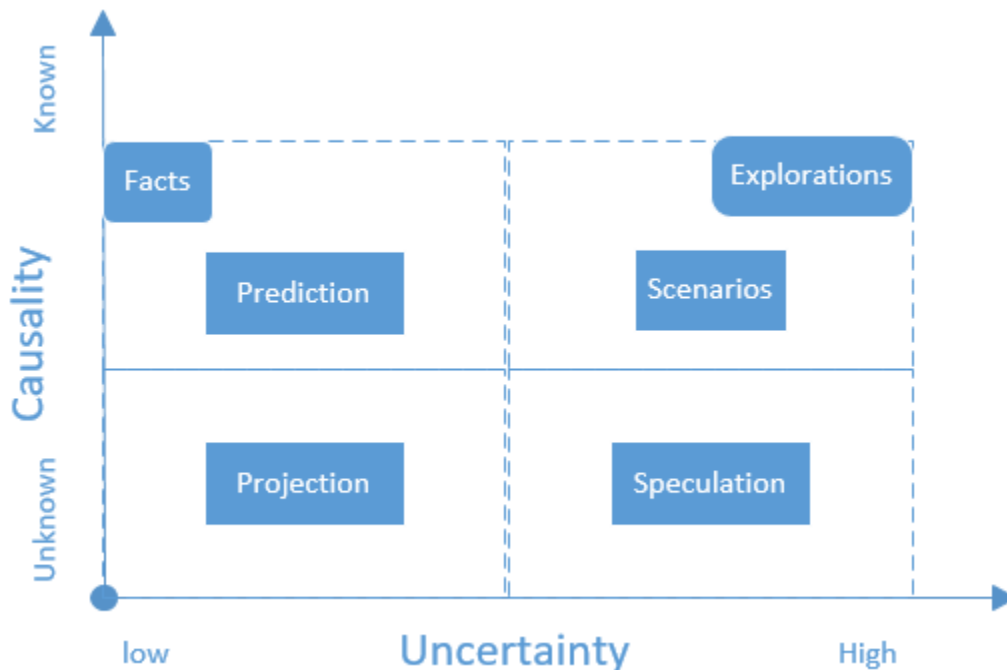 Known
Facts
Explorations
Prediction
Scenarios
Causality
Projection
Speculation
Unknown
low
Uncertainty
High